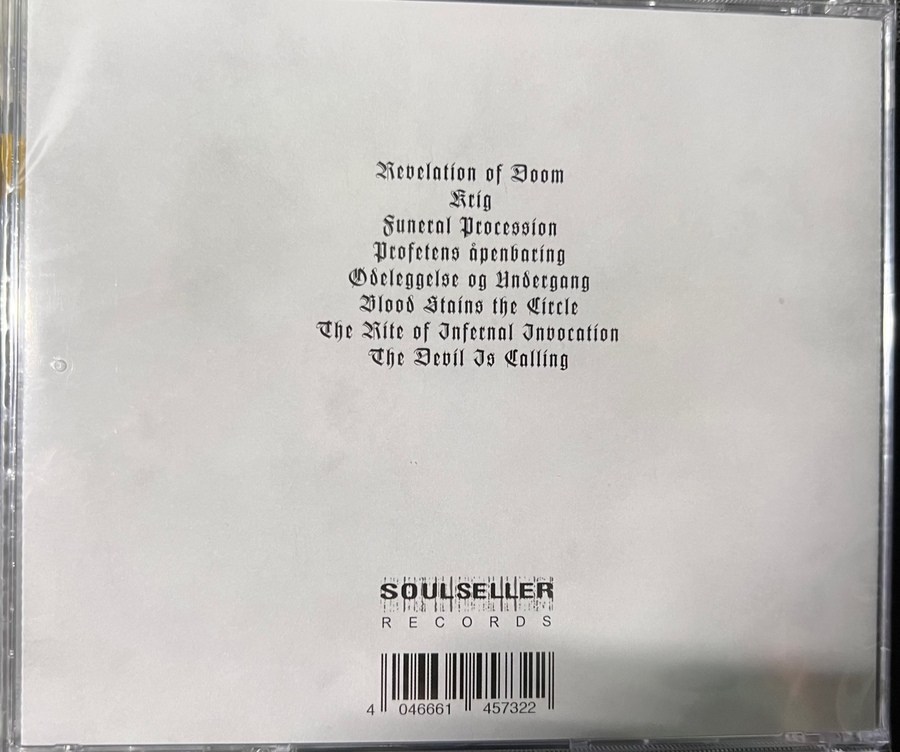 Revelation of Doom
Krig
Funeral Procession
Profetens åpenbaring
Ødeleggelse og Undergang
Blood Stains the Circle
The Rite of Infernal Invocation
The Devil Is Calling
SOULSELLER
RECORDS
4 046661 457322